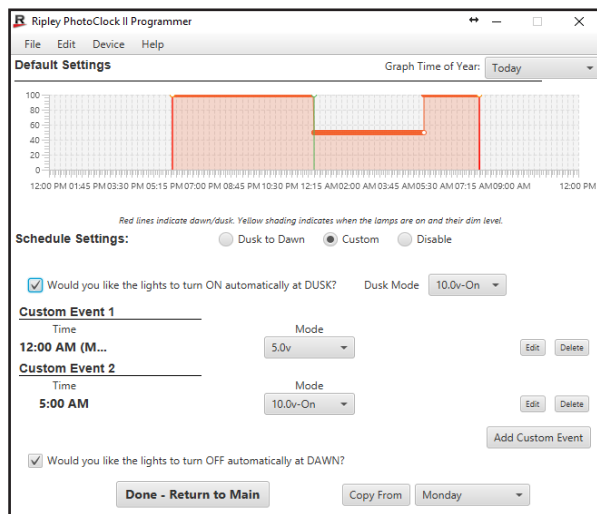 R Ripley PhotoClock II Programmer
File Edit Device Help
Default Settings Graph Time of Year: Today
100
80
60
40
20
0
12:00 PM 01:45 PM 03:30 PM 05:15 PM 07:00 PM 08:45 PM 10:30 PM 12:15 AM 02:00 AM 03:45 AM 05:30 AM 07:15 AM 09:00 AM 12:00 PM
Red lines indicate dawn/dusk. Yellow shading indicates when the lamps are on and their dim level.
Schedule Settings: Dusk to Dawn Custom Disable
Would you like the lights to turn ON automatically at DUSK? Dusk Mode 10.0v-On
Custom Event 1
Time Mode
12:00 AM (M... 5.0v Edit Delete
Custom Event 2
Time Mode
5:00 AM 10.0v-On Edit Delete
Add Custom Event
Would you like the lights to turn OFF automatically at DAWN?
Done - Return to Main Copy From Monday